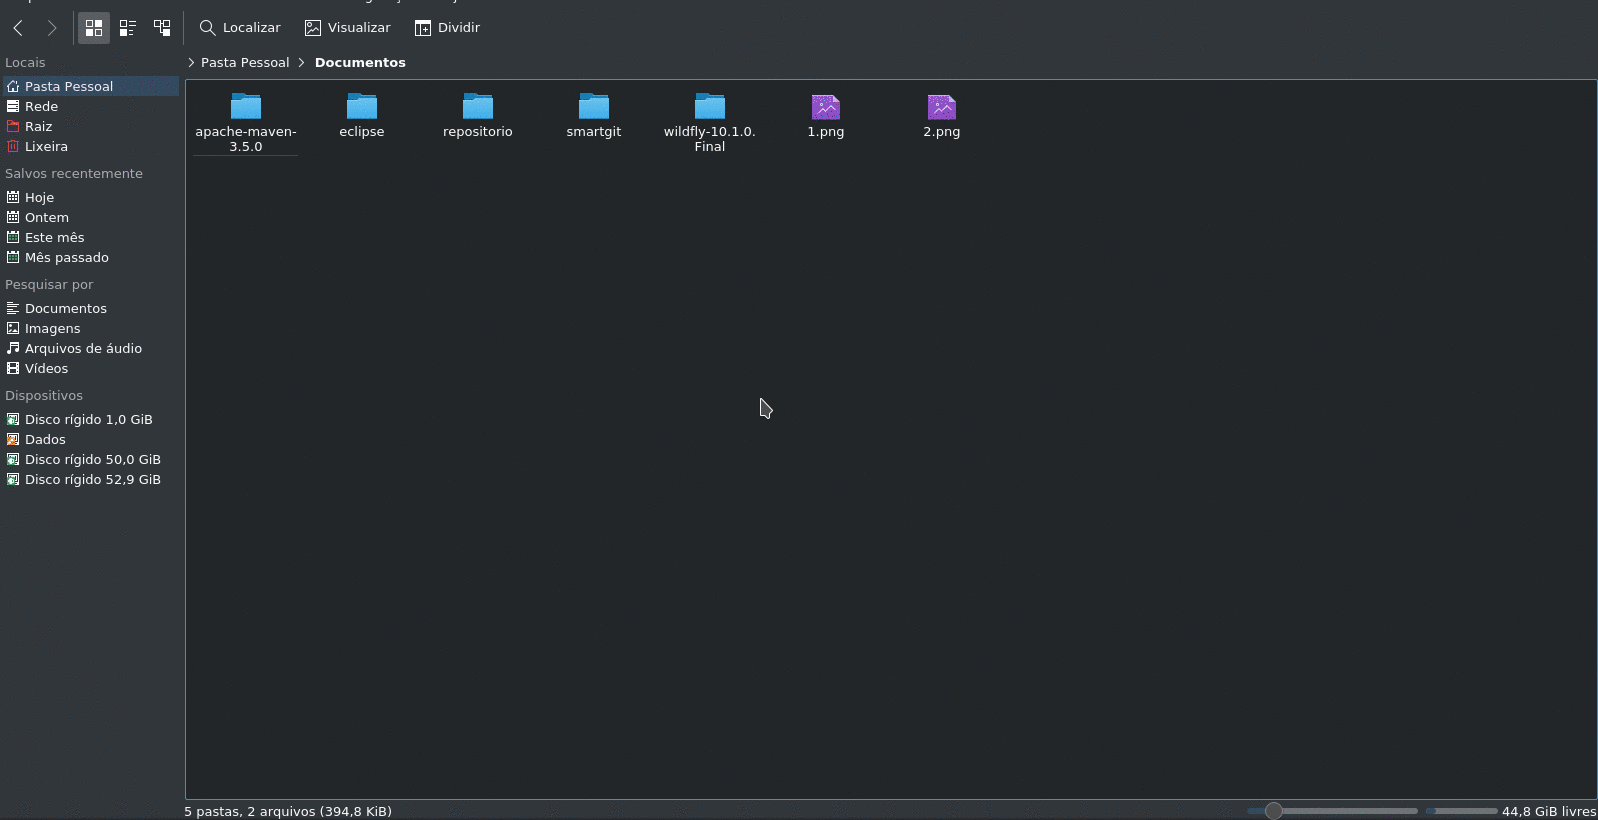 Localizar Visualizar Dividir
Locais
Pasta Pessoal
Rede
Raiz
Lixeira
Salvos recentemente
Hoje
Ontem
Este mês
Mês passado
Pesquisar por
Documentos
Imagens
Arquivos de áudio
Vídeos
Dispositivos
Disco rígido 1,0 GiB
Dados
Disco rígido 50,0 GiB
Disco rígido 52,9 GiB
Pasta Pessoal Documentos
apache-maven-
3.5.0
eclipse
repositorio
smartgit
wildfly-10.1.0.
Final
1.png
2.png
5 pastas, 2 arquivos (394,8 KiB)
44,8 GiB livres